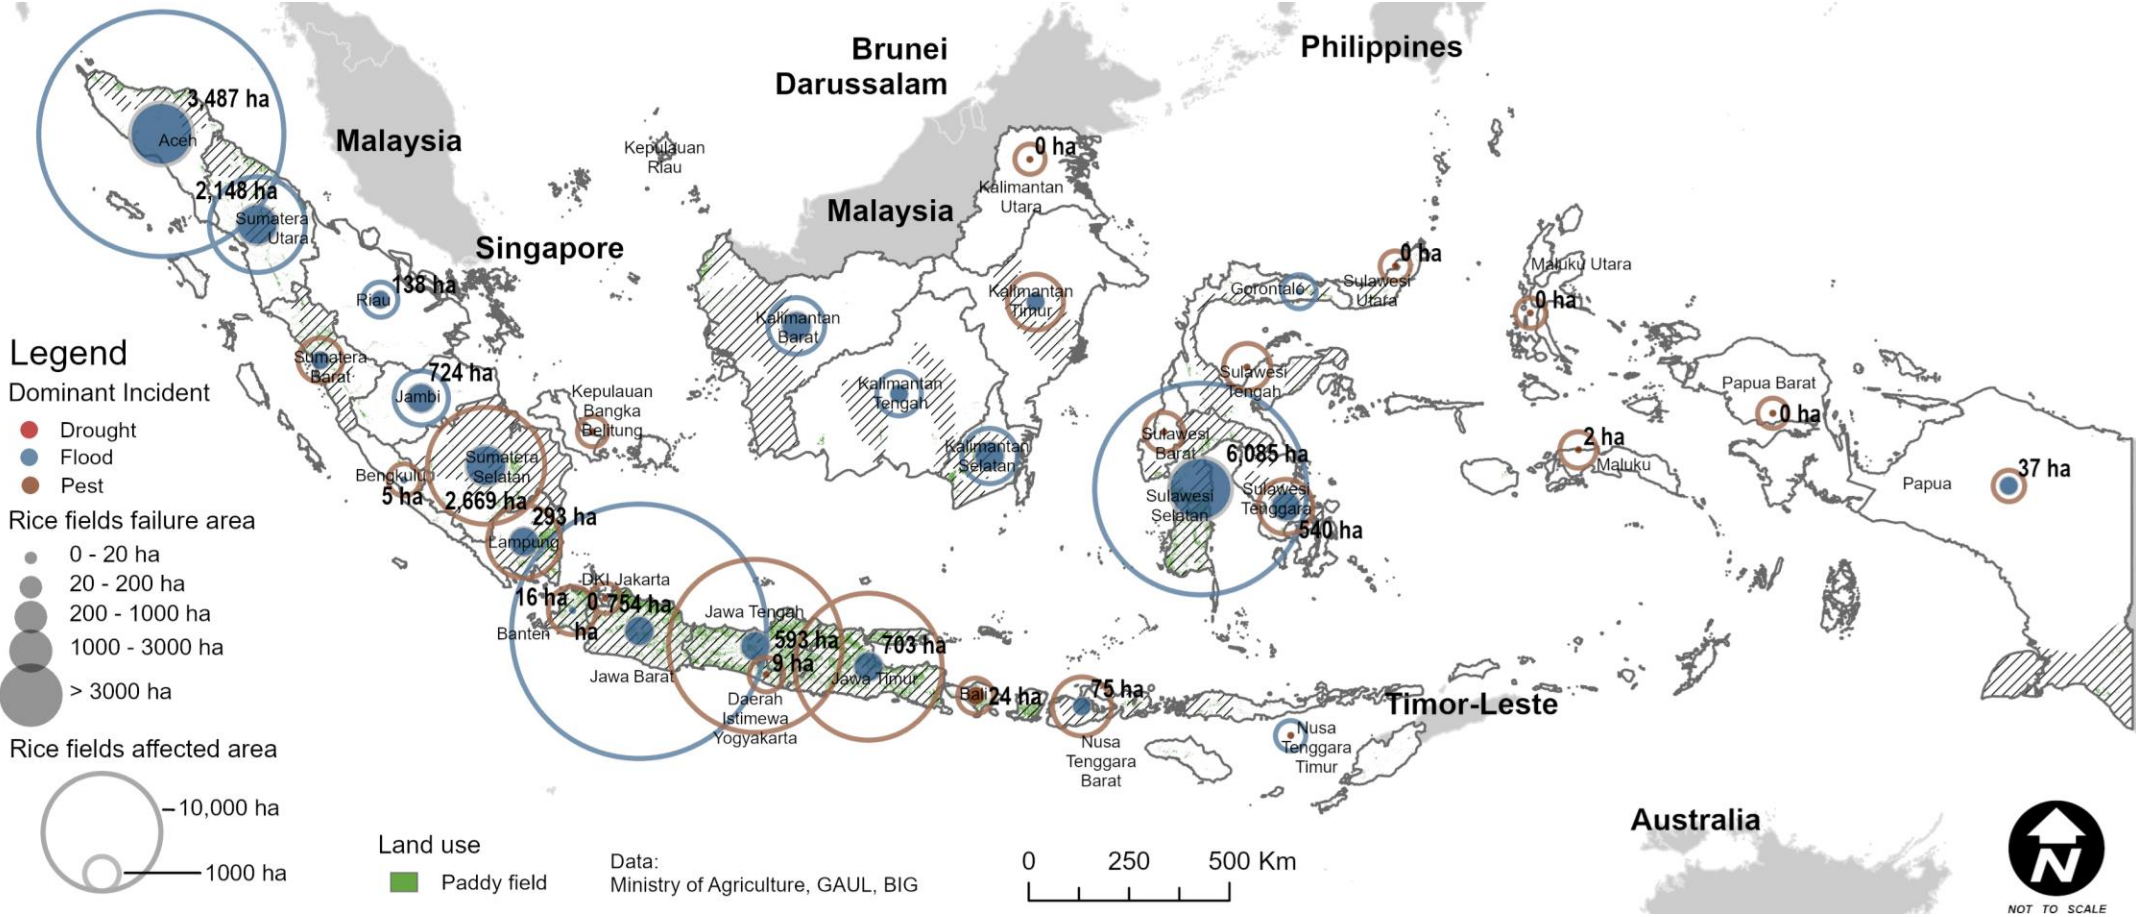 Brunei
Darussalam
Philippines
Malaysia
Malaysia
Singapore
Timor-Leste
Australia
3,487 ha
Aceh
2,148 ha
Sumatera
Utara
138 ha
Riau
Kepulauan
Riau
Sumatera
Barat
724 ha
Jambi
Kepulauan
Bangka
Belitung
Bengkulu
5 ha
Sumatera
Selatan
2,669 ha
293 ha
Lampung
DKI Jakarta
16 ha
0
ha
754 ha
Banten
Jawa Barat
Jawa Tengah
593 ha
9 ha
Daerah
Istimewa
Yogyakarta
703 ha
Jawa Timur
Bali
24 ha
75 ha
Nusa
Tenggara
Barat
Nusa
Tenggara
Timur
0 ha
Kalimantan
Utara
Kalimantan
Timur
Kalimantan
Barat
Kalimantan
Tengah
Kalimantan
Selatan
Gorontalo
0 ha
Sulawesi
Utara
Sulawesi
Tengah
Sulawesi
Barat
6,085 ha
Sulawesi
Selatan
Sulawesi
Tenggara
540 ha
Maluku Utara
0 ha
Papua Barat
0 ha
2 ha
Maluku
37 ha
Papua
Legend
Dominant Incident
Drought
Flood
Pest
Rice fields failure area
0 - 20 ha
20 - 200 ha
200 - 1000 ha
1000 - 3000 ha
> 3000 ha
Rice fields affected area
10,000 ha
1000 ha
Land use
Paddy field
Data:
Ministry of Agriculture, GAUL, BIG
0 250 500 Km
N
NOT TO SCALE